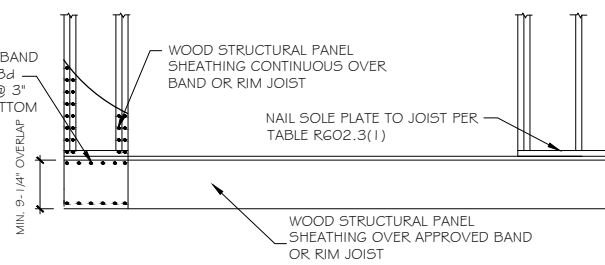 BAND
8d
@ 3"
BOTTOM
MIN. 9-1/4" OVERLAP
WOOD STRUCTURAL PANEL
SHEATHING CONTINUOUS OVER
BAND OR RIM JOIST
NAIL SOLE PLATE TO JOIST PER
TABLE R602.3(1)
WOOD STRUCTURAL PANEL
SHEATHING OVER APPROVED BAND
OR RIM JOIST